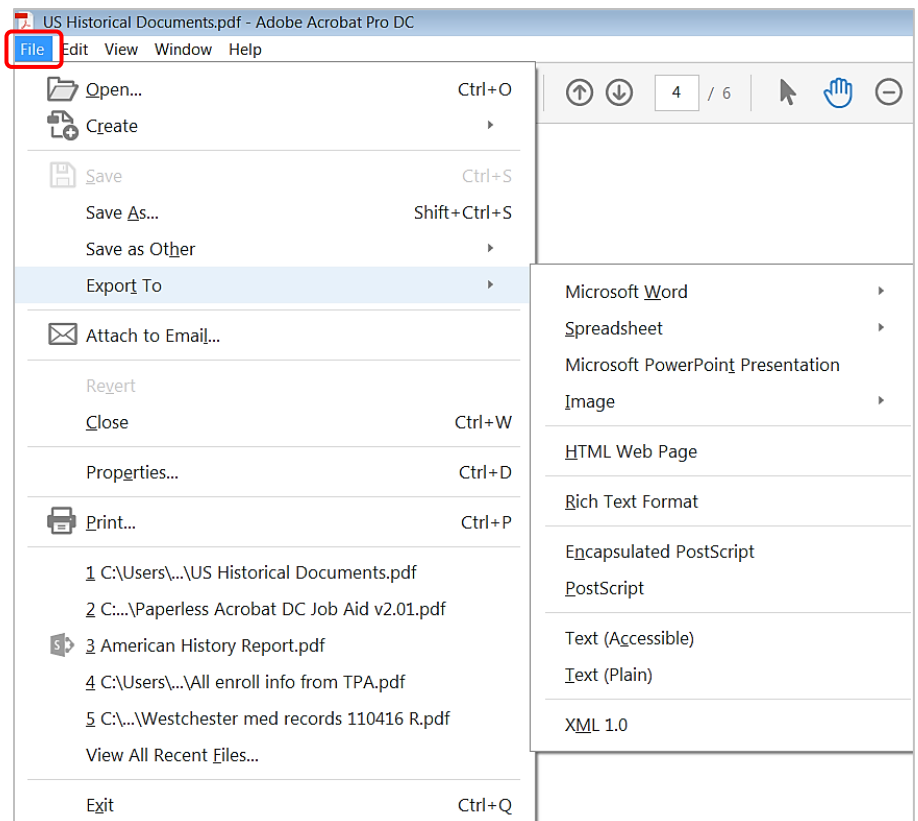 US Historical Documents.pdf - Adobe Acrobat Pro DC
File Edit View Window Help
Open... Ctrl+O
Create
Save Ctrl+S
Save As... Shift+Ctrl+S
Save as Other
Export To
Attach to Email...
Revert
Close Ctrl+W
Properties... Ctrl+D
Print... Ctrl+P
1 C:\Users\...\US Historical Documents.pdf
2 C:...\Paperless Acrobat DC Job Aid v2.01.pdf
3 American History Report.pdf
4 C:\Users\...\All enroll info from TPA.pdf
5 C:\...\Westchester med records 110416 R.pdf
View All Recent Files...
Exit Ctrl+Q
4 / 6
Microsoft Word
Spreadsheet
Microsoft PowerPoint Presentation
Image
HTML Web Page
Rich Text Format
Encapsulated PostScript
PostScript
Text (Accessible)
Text (Plain)
XML 1.0